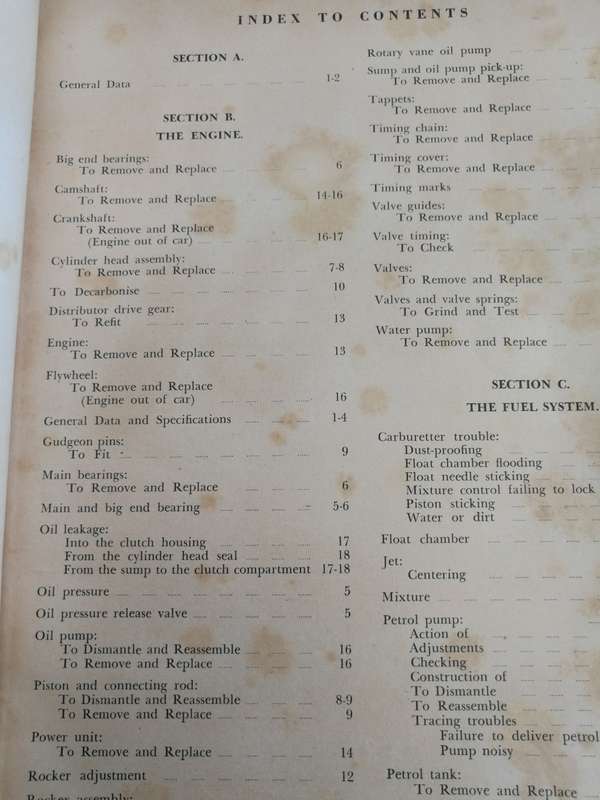 INDEX TO CONTENTS
SECTION A.
General Data 1-2
SECTION B.
THE ENGINE.
Big end bearings:
To Remove and Replace 6
Camshaft:
To Remove and Replace 14-16
Crankshaft:
To Remove and Replace
(Engine out of car) 16-17
Cylinder head assembly:
To Remove and Replace 7-8
To Decarbonise 10
Distributor drive gear:
To Refit 13
Engine:
To Remove and Replace 13
Flywheel:
To Remove and Replace
(Engine out of car) 16
General Data and Specifications 1-4
Gudgeon pins:
To Fit 9
Main bearings:
To Remove and Replace 6
Main and big end bearing 5-6
Oil leakage:
Into the clutch housing 17
From the cylinder head seal 18
From the sump to the clutch compartment 17-18
Oil pressure 5
Oil pressure release valve 5
Oil pump:
To Dismantle and Reassemble 16
To Remove and Replace 16
Piston and connecting rod:
To Dismantle and Reassemble 8-9
To Remove and Replace 9
Power unit:
To Remove and Replace 14
Rocker adjustment 12
Rocker assembly:
Rotary vane oil pump
Sump and oil pump pick-up:
To Remove and Replace
Tappets:
To Remove and Replace
Timing chain:
To Remove and Replace
Timing cover:
To Remove and Replace
Timing marks
Valve guides:
To Remove and Replace
Valve timing:
To Check
Valves:
To Remove and Replace
Valves and valve springs:
To Grind and Test
Water pump:
To Remove and Replace
SECTION C.
THE FUEL SYSTEM.
Carburetter trouble:
Dust-proofing
Float chamber flooding
Float needle sticking
Mixture control failing to lock
Piston sticking
Water or dirt
Float chamber
Jet:
Centering
Mixture
Petrol pump:
Action of
Adjustments
Checking
Construction of
To Dismantle
To Reassemble
Tracing troubles
Failure to deliver petrol
Pump noisy
Petrol tank:
To Remove and Replace